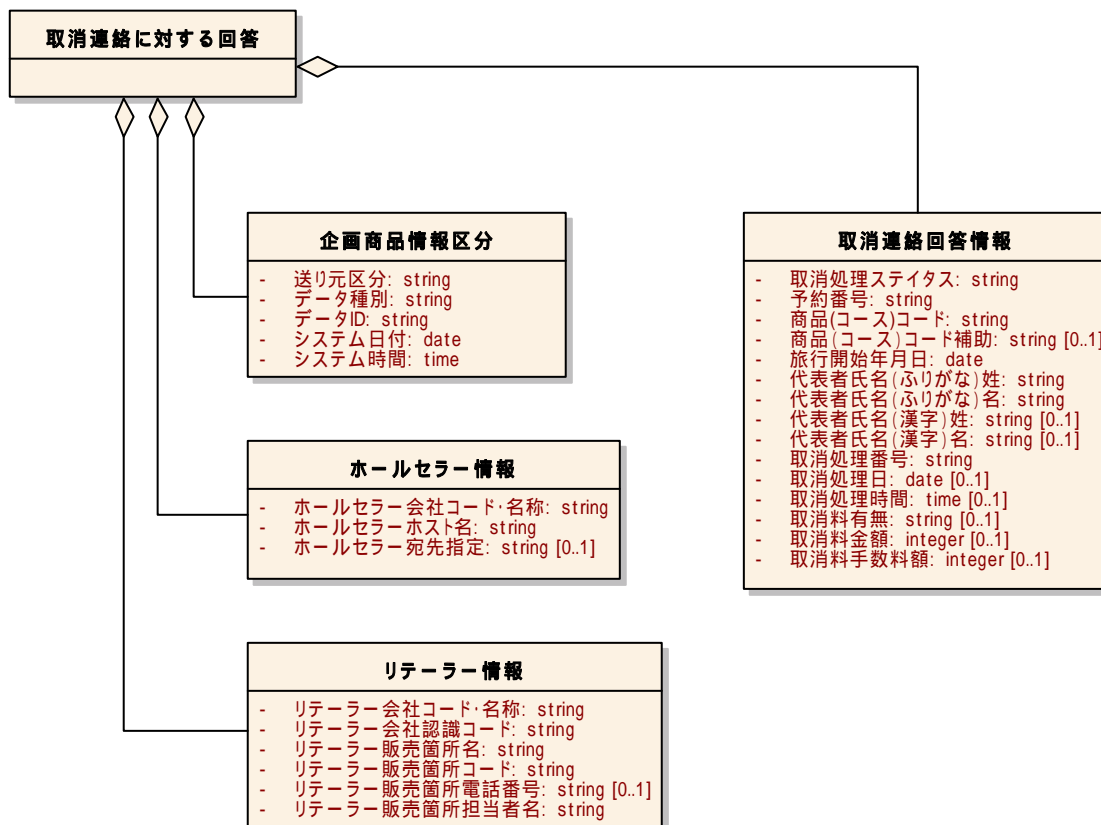 取消連絡に対する回答
企画商品情報区分
- 送り元区分: string
- データ種別: string
- データID: string
- システム日付: date
- システム時間: time
取消連絡回答情報
- 取消処理ステイタス: string
- 予約番号: string
- 商品(コース)コード: string
- 商品(コース)コード補助: string [0..1]
- 旅行開始年月日: date
- 代表者氏名(ふりがな)姓: string
- 代表者氏名(ふりがな)名: string
- 代表者氏名(漢字)姓: string [0..1]
- 代表者氏名(漢字)名: string [0..1]
- 取消処理番号: string
- 取消処理日: date [0..1]
- 取消処理時間: time [0..1]
- 取消料有無: string [0..1]
- 取消料金額: integer [0..1]
- 取消料手数料額: integer [0..1]
ホールセラー情報
- ホールセラー会社コード・名称: string
- ホールセラーホスト名: string
- ホールセラー宛先指定: string [0..1]
リテーラー情報
- リテーラー会社コード・名称: string
- リテーラー会社認識コード: string
- リテーラー販売箇所名: string
- リテーラー販売箇所コード: string
- リテーラー販売箇所電話番号: string [0..1]
- リテーラー販売箇所担当者名: string